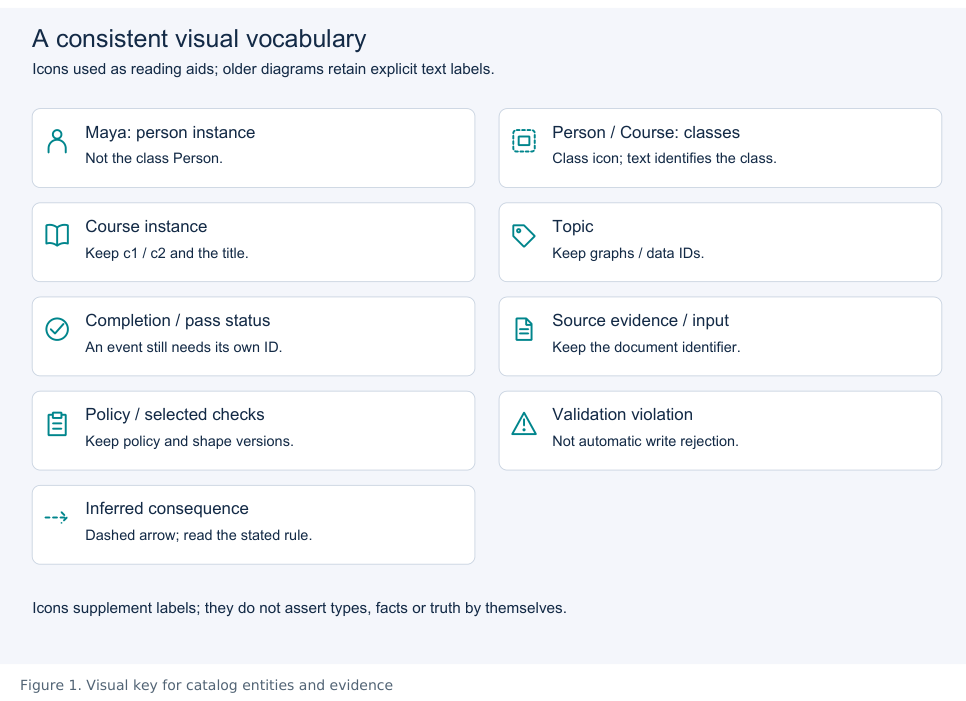 A consistent visual vocabulary
Icons used as reading aids; older diagrams retain explicit text labels.
Maya: person instance
Not the class Person.
Person / Course: classes
Class icon; text identifies the class.
Course instance
Keep c1 / c2 and the title.
Topic
Keep graphs / data IDs.
Completion / pass status
An event still needs its own ID.
Source evidence / input
Keep the document identifier.
Policy / selected checks
Keep policy and shape versions.
Validation violation
Not automatic write rejection.
Inferred consequence
Dashed arrow; read the stated rule.
Icons supplement labels; they do not assert types, facts or truth by themselves.
Figure 1. Visual key for catalog entities and evidence